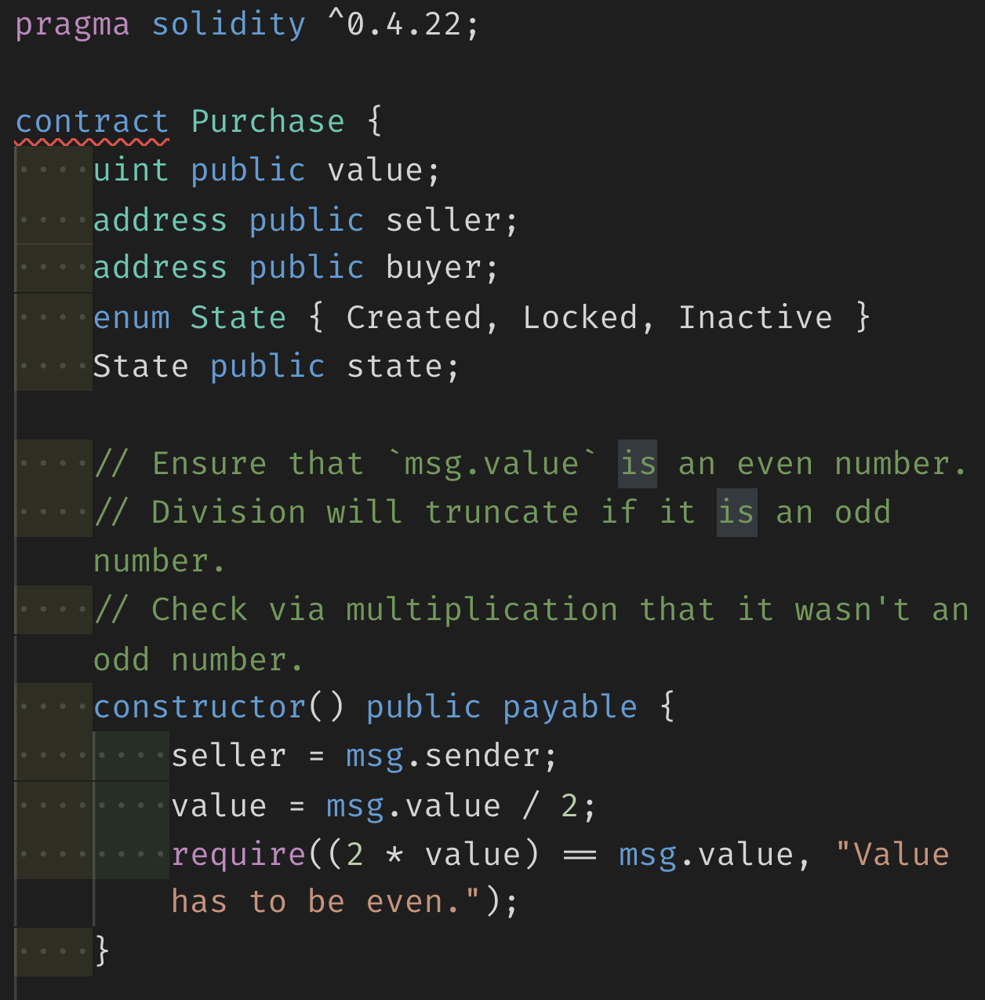 pragma solidity ^0.4.22;

contract Purchase {
    uint public value;
    address public seller;
    address public buyer;
    enum State { Created, Locked, Inactive }
    State public state;

    // Ensure that `msg.value` is an even number.
    // Division will truncate if it is an odd
    number.
    // Check via multiplication that it wasn't an
    odd number.
    constructor() public payable {
        seller = msg.sender;
        value = msg.value / 2;
        require((2 * value) == msg.value, "Value
        has to be even.");
    }